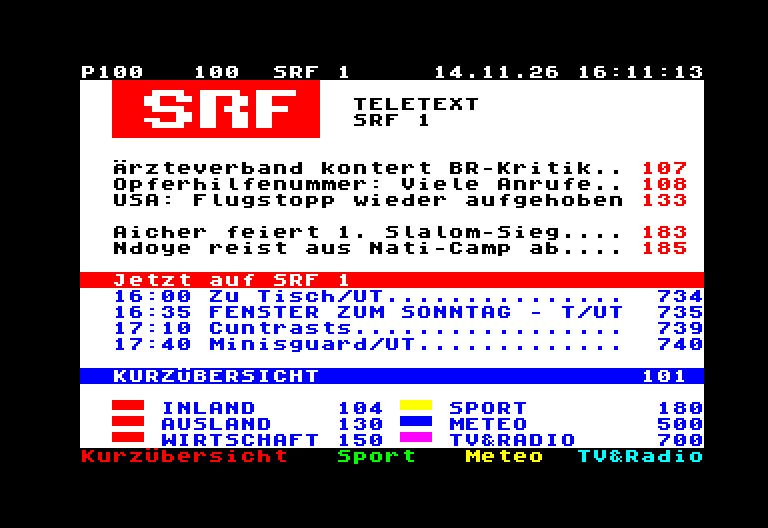 P100 100 SRF 1 14.11.26 16:11:13
SRF
TELETEXT
SRF 1
Ärzteverband kontert BR-Kritik.. 107
Opferhilfenummer: Viele Anrufe.. 108
USA: Flugstopp wieder aufgehoben 133
Aicher feiert 1. Slalom-Sieg.... 183
Ndoye reist aus Nati-Camp ab.... 185
Jetzt auf SRF 1
16:00 Zu Tisch/UT............... 734
16:35 FENSTER ZUM SONNTAG - T/UT 735
17:10 Cuntrasts................. 739
17:40 Minisguard/UT............. 740
KURZÜBERSICHT 101
INLAND 104 SPORT 180
AUSLAND 130 METEO 500
WIRTSCHAFT 150 TV&RADIO 700
Kurzübersicht Sport Meteo TV&Radio